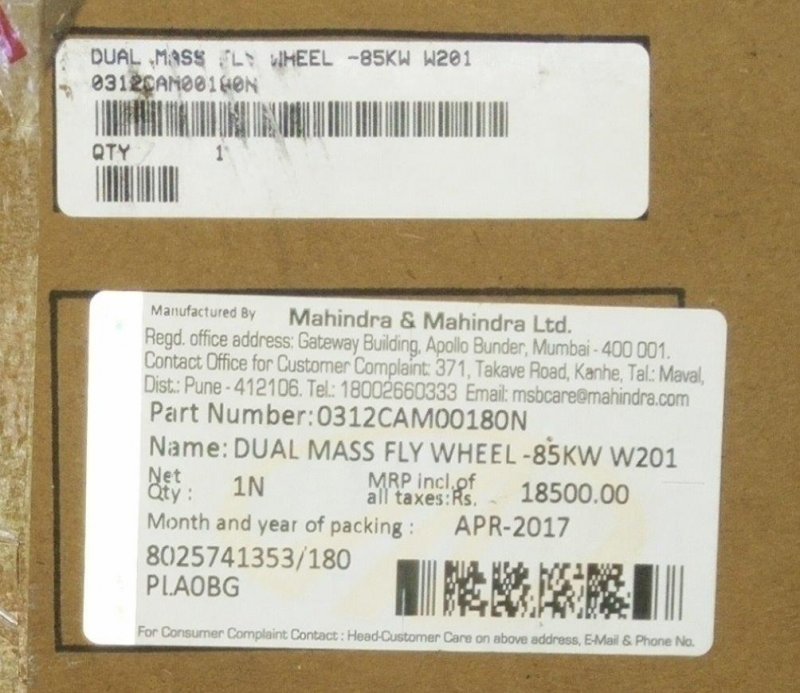 DUAL MASS FLY WHEEL -85KW W201
0312CAM00180N
QTY 1
Manufactured By Mahindra & Mahindra Ltd.
Regd. office address: Gateway Building, Apollo Bunder, Mumbai - 400 001.
Contact Office for Customer Complaint: 371, Takave Road, Kanhe, Tal.: Maval,
Dist.: Pune - 412106. Tel.: 18002660333 Email: msbcare@mahindra.com
Part Number:0312CAM00180N
Name: DUAL MASS FLY WHEEL -85KW W201
Net Qty : 1N MRP incl.of all taxes:Rs. 18500.00
Month and year of packing : APR-2017
8025741353/180
PLA0BG
For Consumer Complaint Contact : Head-Customer Care on above address, E-Mail & Phone No.